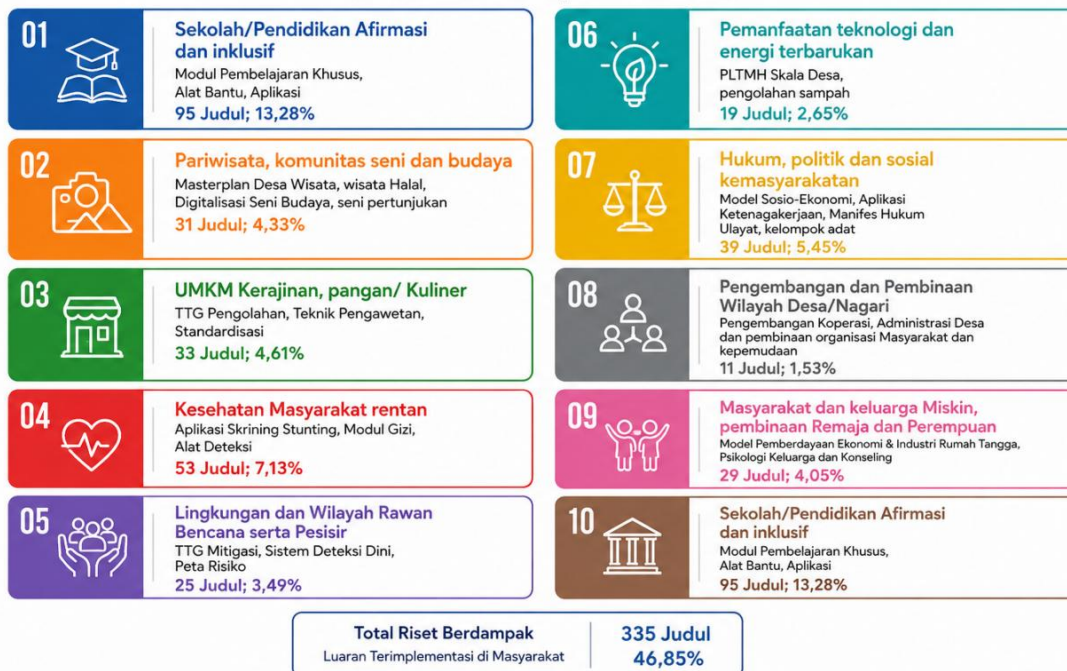 01
Sekolah/Pendidikan Afirmasi
dan inklusif
Modul Pembelajaran Khusus,
Alat Bantu, Aplikasi
95 Judul; 13,28%
02
Pariwisata, komunitas seni dan budaya
Masterplan Desa Wisata, wisata Halal,
Digitalisasi Seni Budaya, seni pertunjukan
31 Judul; 4,33%
03
UMKM Kerajinan, pangan/ Kuliner
TTG Pengolahan, Teknik Pengawetan,
Standardisasi
33 Judul; 4,61%
04
Kesehatan Masyarakat rentan
Aplikasi Skrining Stunting, Modul Gizi,
Alat Deteksi
53 Judul; 7,13%
05
Lingkungan dan Wilayah Rawan
Bencana serta Pesisir
TTG Mitigasi, Sistem Deteksi Dini,
Peta Risiko
25 Judul; 3,49%
06
Pemanfaatan teknologi dan
energi terbarukan
PLTMH Skala Desa,
pengolahan sampah
19 Judul; 2,65%
07
Hukum, politik dan sosial
kemasyarakatan
Model Sosio-Ekonomi, Aplikasi
Ketenagakerjaan, Manifes Hukum
Ulayat, kelompok adat
39 Judul; 5,45%
08
Pengembangan dan Pembinaan
Wilayah Desa/Nagari
Pengembangan Koperasi, Administrasi Desa
dan pembinaan organisasi Masyarakat dan
kepemudaan
11 Judul; 1,53%
09
Masyarakat dan keluarga Miskin,
pembinaan Remaja dan Perempuan
Model Pemberdayaan Ekonomi & Industri Rumah Tangga,
Psikologi Keluarga dan Konseling
29 Judul; 4,05%
10
Sekolah/Pendidikan Afirmasi
dan inklusif
Modul Pembelajaran Khusus,
Alat Bantu, Aplikasi
95 Judul; 13,28%
Total Riset Berdampak
Luaran Terimplementasi di Masyarakat
335 Judul
46,85%